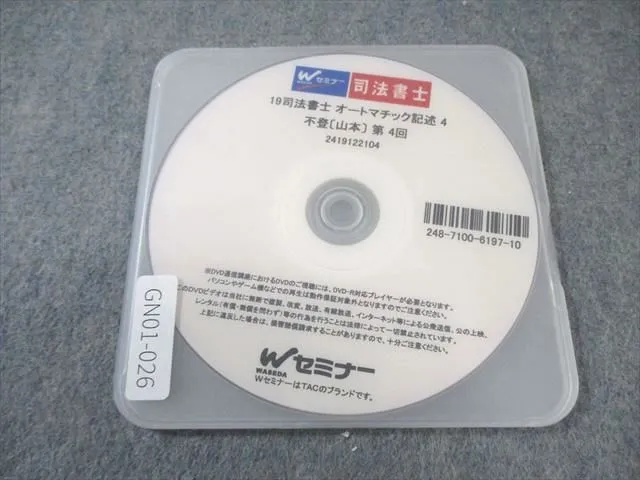 Wセミナー
WASEDA
司法書士
19司法書士 オートマチック記述 4
不登〔山本〕 第 4回
2419122104
248-7100-6197-10
※DVD通信講座におけるDVDのご視聴には、DVD-R対応プレイヤーが必要となります。
パソコンやゲーム機などでの再生は動作保証対象外となりますのでご注意ください。
このDVDビデオは当社に無断で複製、改変、放送、有線放送、インターネット等による公衆送信、公の上映、
レンタル(有償・無償を問わず)等の行為を行うことは法律によって一切禁止されています。
上記に違反した場合は、損害賠償請求することがありますので、十分ご注意ください。
Wセミナー
WASEDA
WセミナーはTACのブランドです。
GN01-026